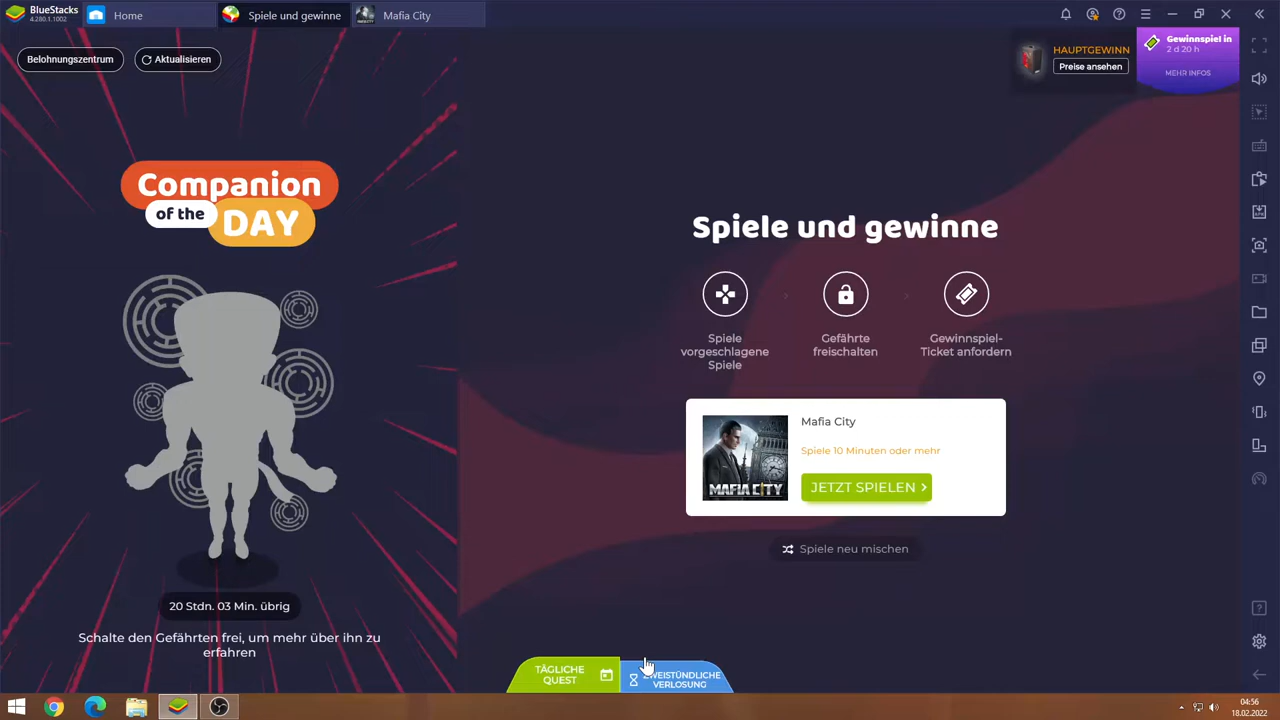 BlueStacks
4.280.1.1002
Home
Spiele und gewinne
Mafia City
Belohnungszentrum
Aktualisieren
HAUPTGEWINN
Preise ansehen
Gewinnspiel in
2 d 20 h
MEHR INFOS
Companion
of the
DAY
20 Stdn. 03 Min. übrig
Schalte den Gefährten frei, um mehr über ihn zu
erfahren
Spiele und gewinne
Spiele
vorgeschlagene
Spiele
Gefährte
freischalten
Gewinnspiel-
Ticket anfordern
MAFIA CITY
Mafia City
Spiele 10 Minuten oder mehr
JETZT SPIELEN
Spiele neu mischen
TÄGLICHE
QUEST
ZWEISTÜNDLICHE
VERLOSUNG
04:56
18.02.2022